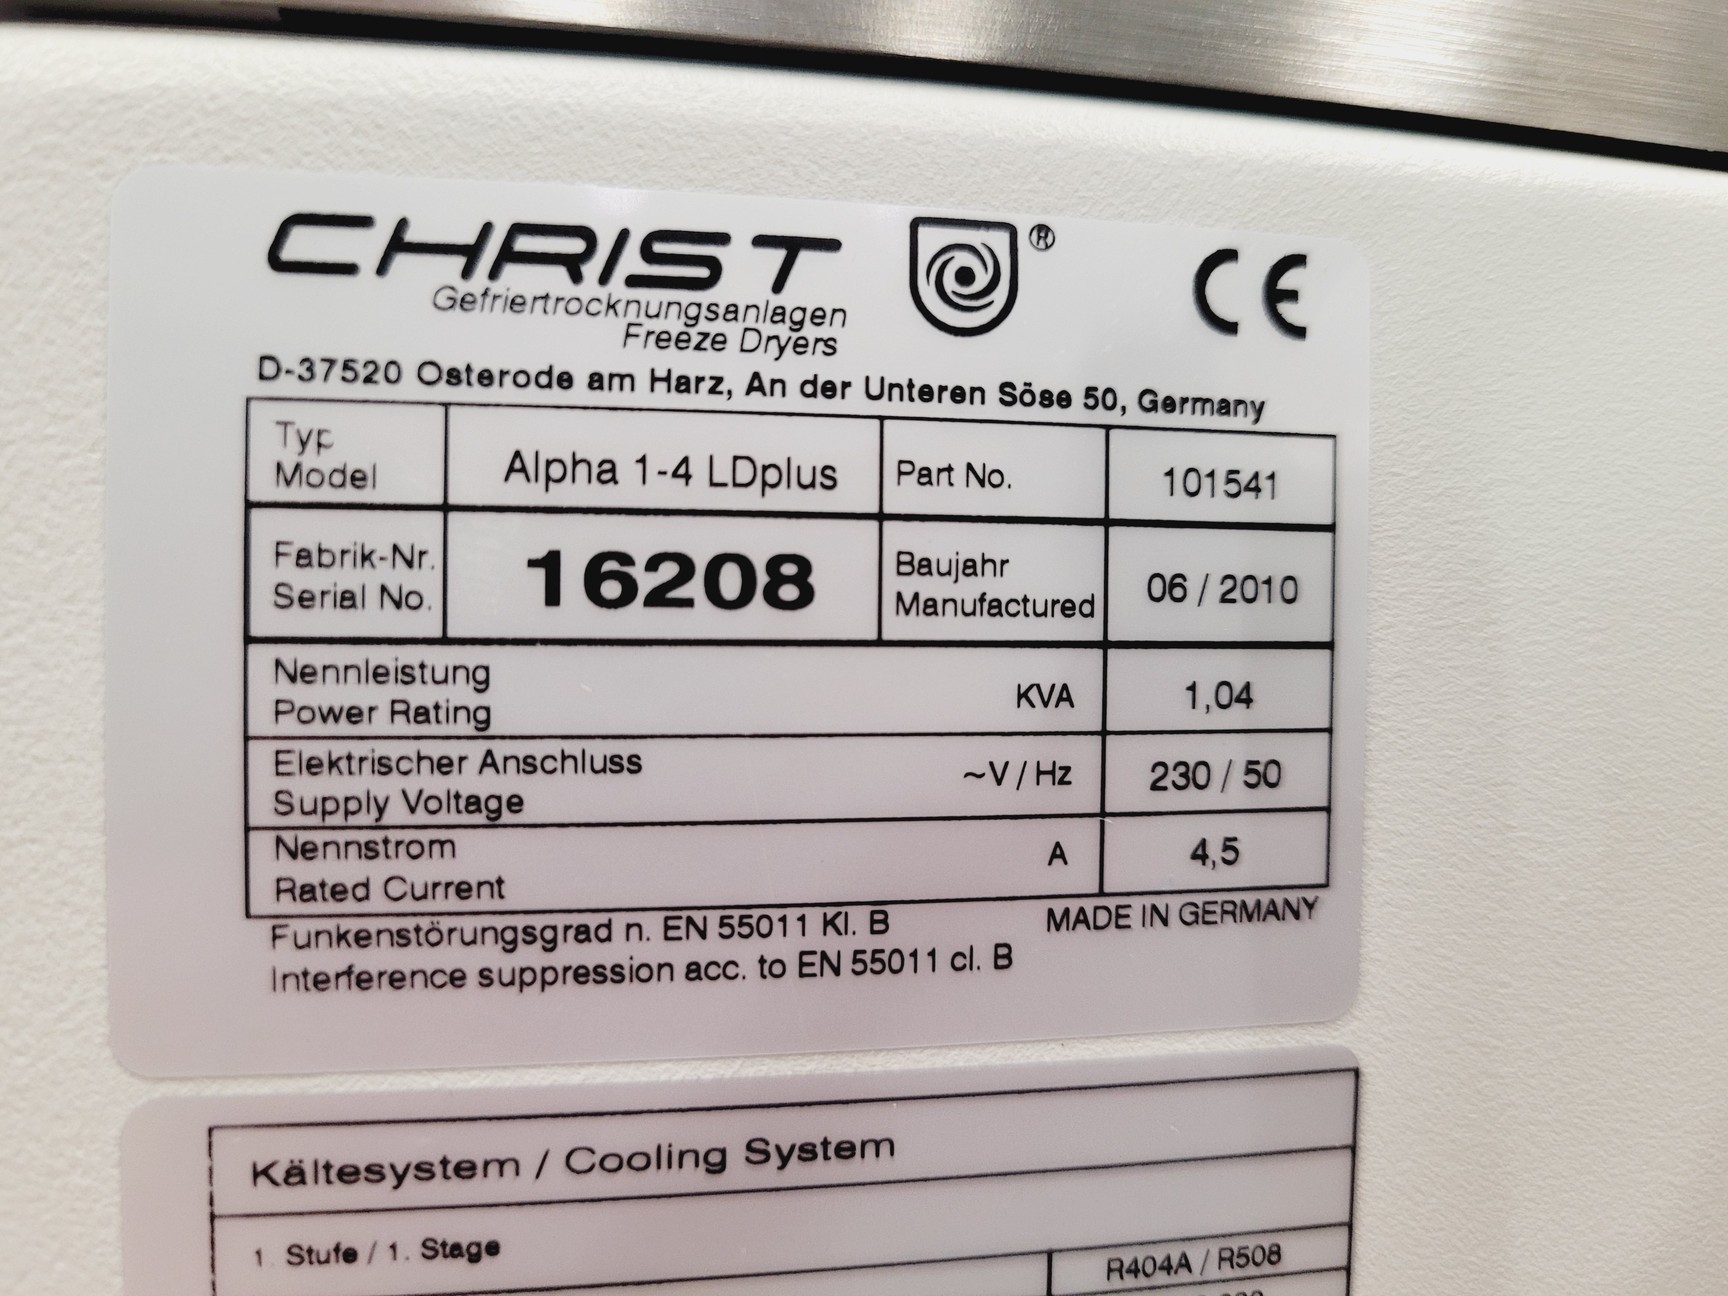 CHRIST ® CE
Gefriertrocknungsanlagen
Freeze Dryers
D-37520 Osterode am Harz, An der Unteren Söse 50, Germany
Typ
Model
Alpha 1-4 LDplus
Part No.
101541
Fabrik-Nr.
Serial No.
16208
Baujahr
Manufactured
06 / 2010
Nennleistung
Power Rating
KVA
1,04
Elektrischer Anschluss
Supply Voltage
~V / Hz
230 / 50
Nennstrom
Rated Current
A
4,5
Funkenstörungsgrad n. EN 55011 Kl. B
MADE IN GERMANY
Interference suppression acc. to EN 55011 cl. B
Kältesystem / Cooling System
1. Stufe / 1. Stage
R404A / R508